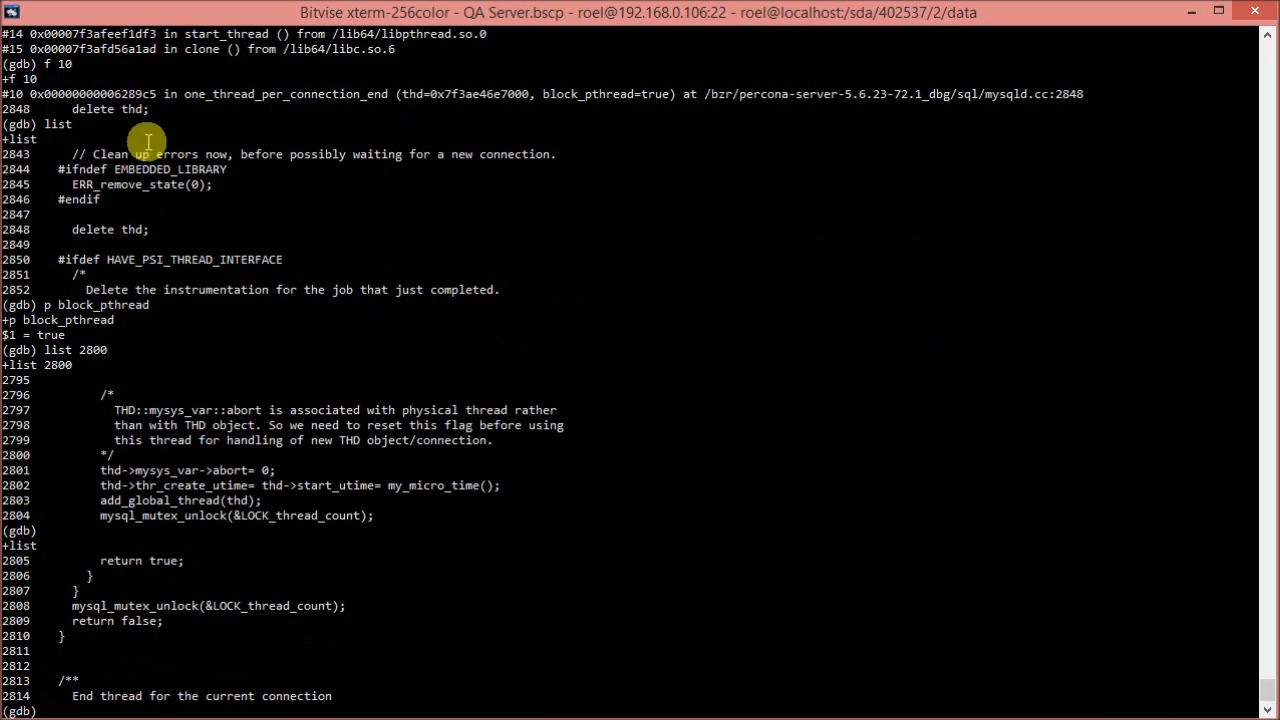 Bitvise xterm-256color - QA Server.bscp - roel@192.168.0.106:22 - roel@localhost:/sda/402537/2/data
#14 0x00007f3afeef1df3 in start_thread () from /lib64/libpthread.so.0
#15 0x00007f3afd56a1ad in clone () from /lib64/libc.so.6
(gdb) f 10
+f 10
#10 0x00000000006289c5 in one_thread_per_connection_end (thd=0x7f3ae46e7000, block_pthread=true) at /bzr/percona-server-5.6.23-72.1_dbg/sql/mysqld.cc:2848
2848      delete thd;
(gdb) list
+list
2843      // Clean up errors now, before possibly waiting for a new connection.
2844    #ifndef EMBEDDED_LIBRARY
2845      ERR_remove_state(0);
2846    #endif
2847
2848      delete thd;
2849
2850    #ifdef HAVE_PSI_THREAD_INTERFACE
2851      /*
2852        Delete the instrumentation for the job that just completed.
(gdb) p block_pthread
+p block_pthread
$1 = true
(gdb) list 2800
+list 2800
2795
2796          /*
2797            THD::mysys_var::abort is associated with physical thread rather
2798            than with THD object. So we need to reset this flag before using
2799            this thread for handling of new THD object/connection.
2800          */
2801          thd->mysys_var->abort= 0;
2802          thd->thr_create_utime= thd->start_utime= my_micro_time();
2803          add_global_thread(thd);
2804          mysql_mutex_unlock(&LOCK_thread_count);
(gdb)
+list
2805          return true;
2806        }
2807      }
2808      mysql_mutex_unlock(&LOCK_thread_count);
2809      return false;
2810    }
2811
2812
2813    /**
2814      End thread for the current connection
(gdb)